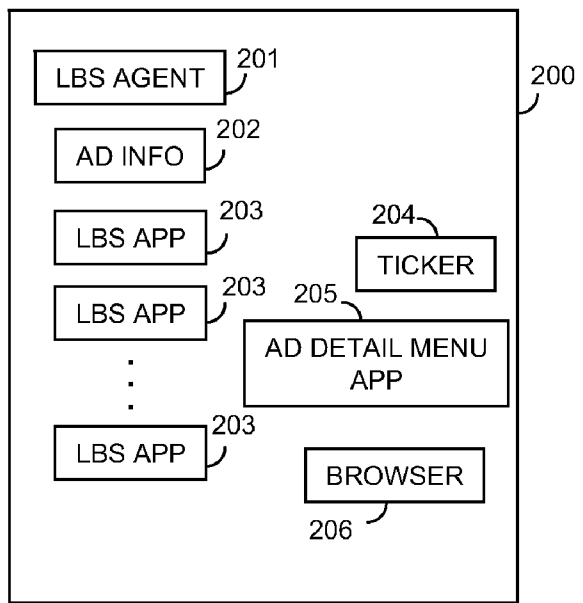 LBS AGENT
201
200
AD INFO
202
LBS APP
203
204
TICKER
LBS APP
203
205
AD DETAIL MENU
APP
LBS APP
203
BROWSER
206